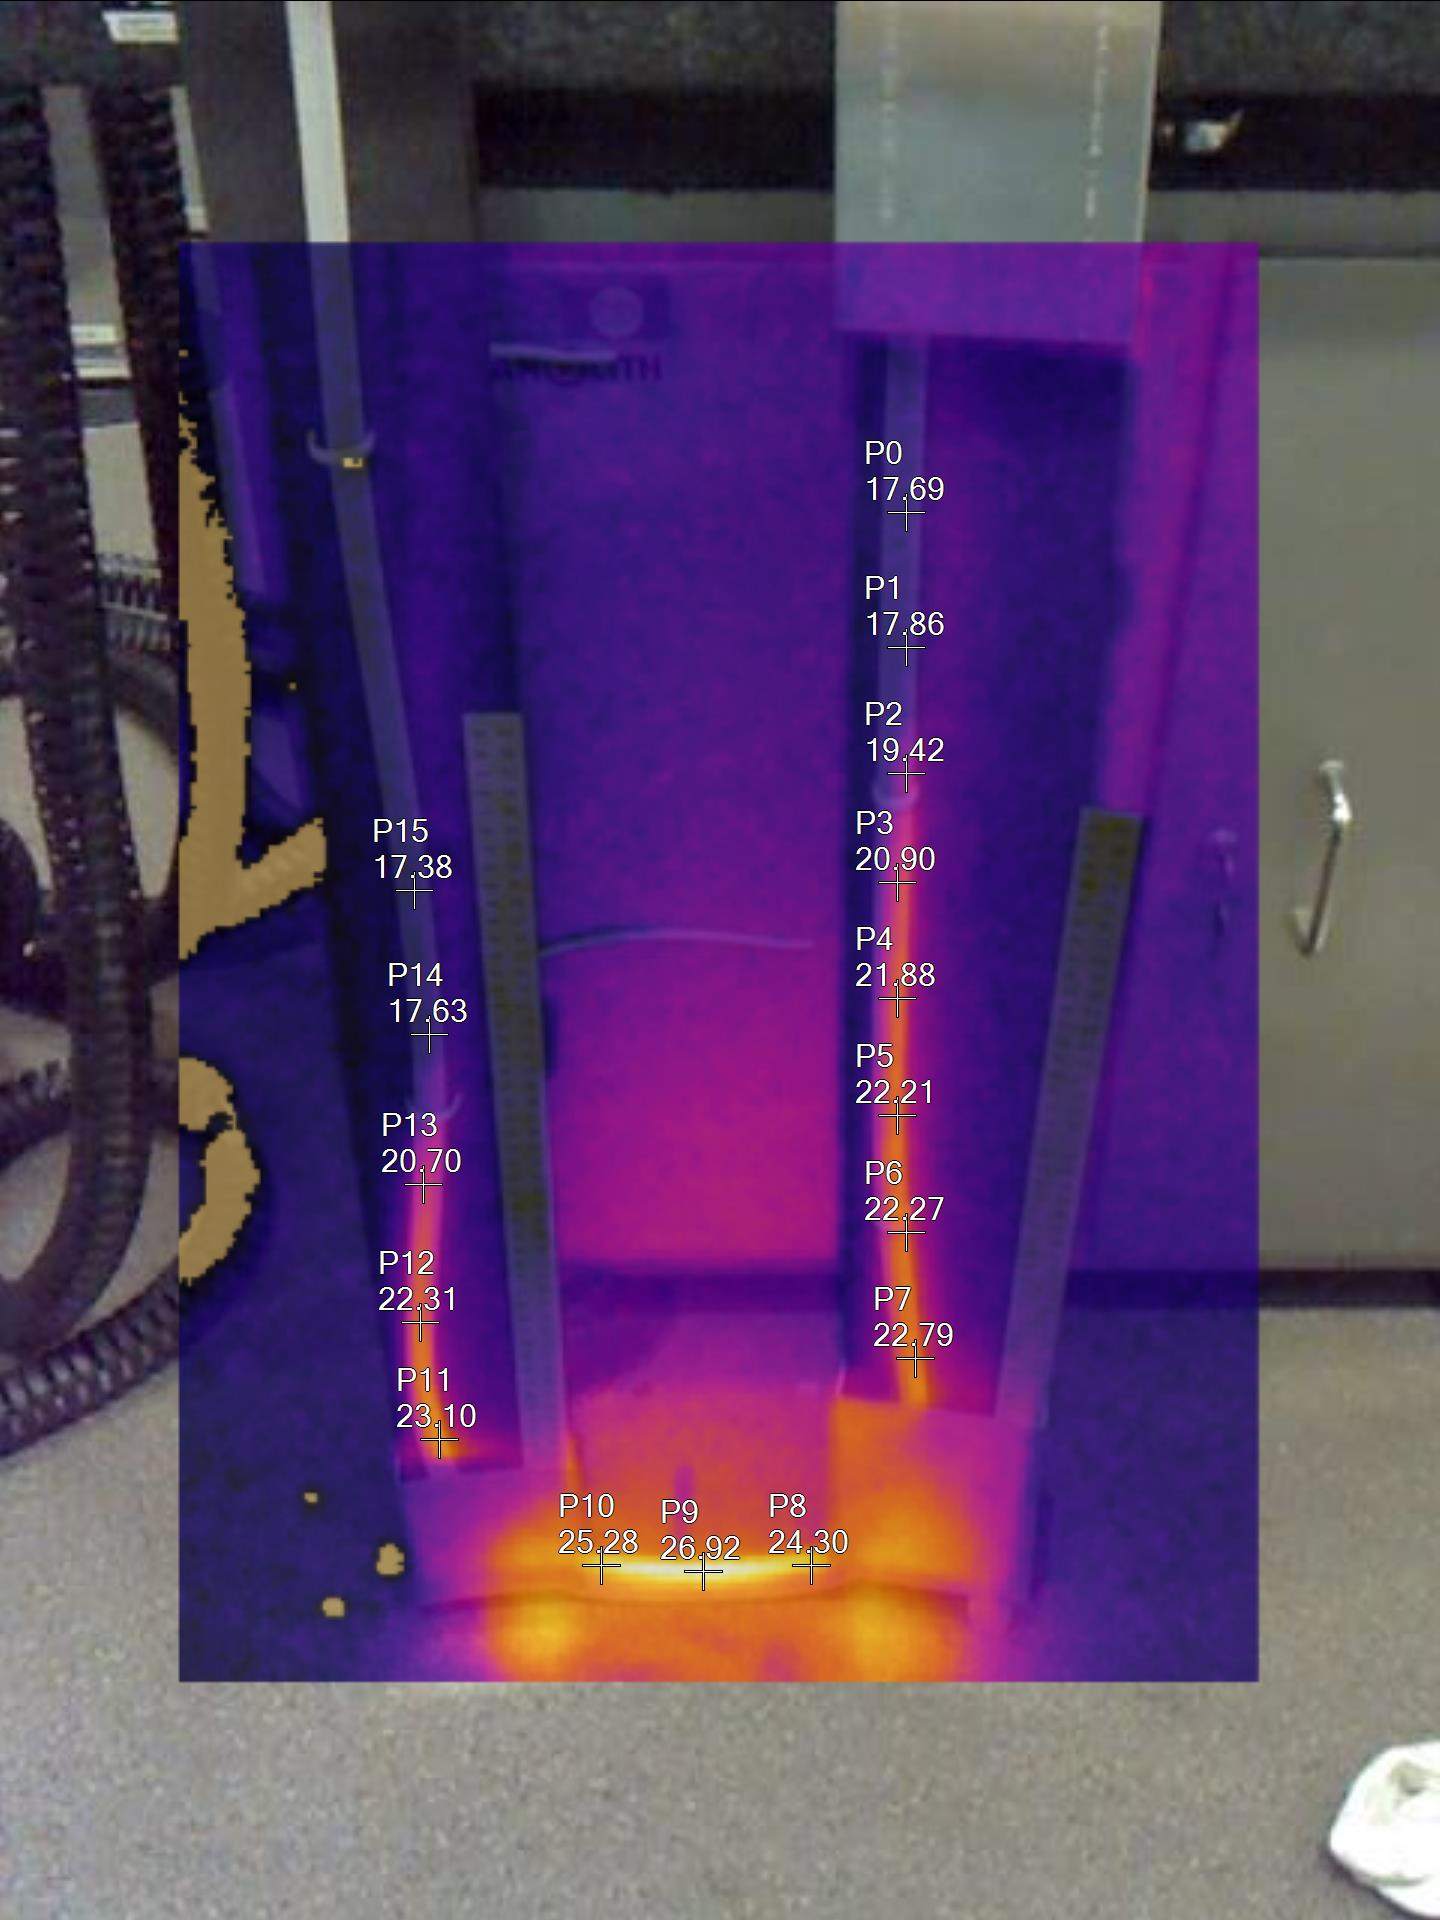 P0
17.69
P1
17.86
P2
19.42
P3
20.90
P4
21.88
P5
22.21
P6
22.27
P7
22.79
P15
17.38
P14
17.63
P13
20.70
P12
22.31
P11
23.10
P10
25.28
P9
26.92
P8
24.30